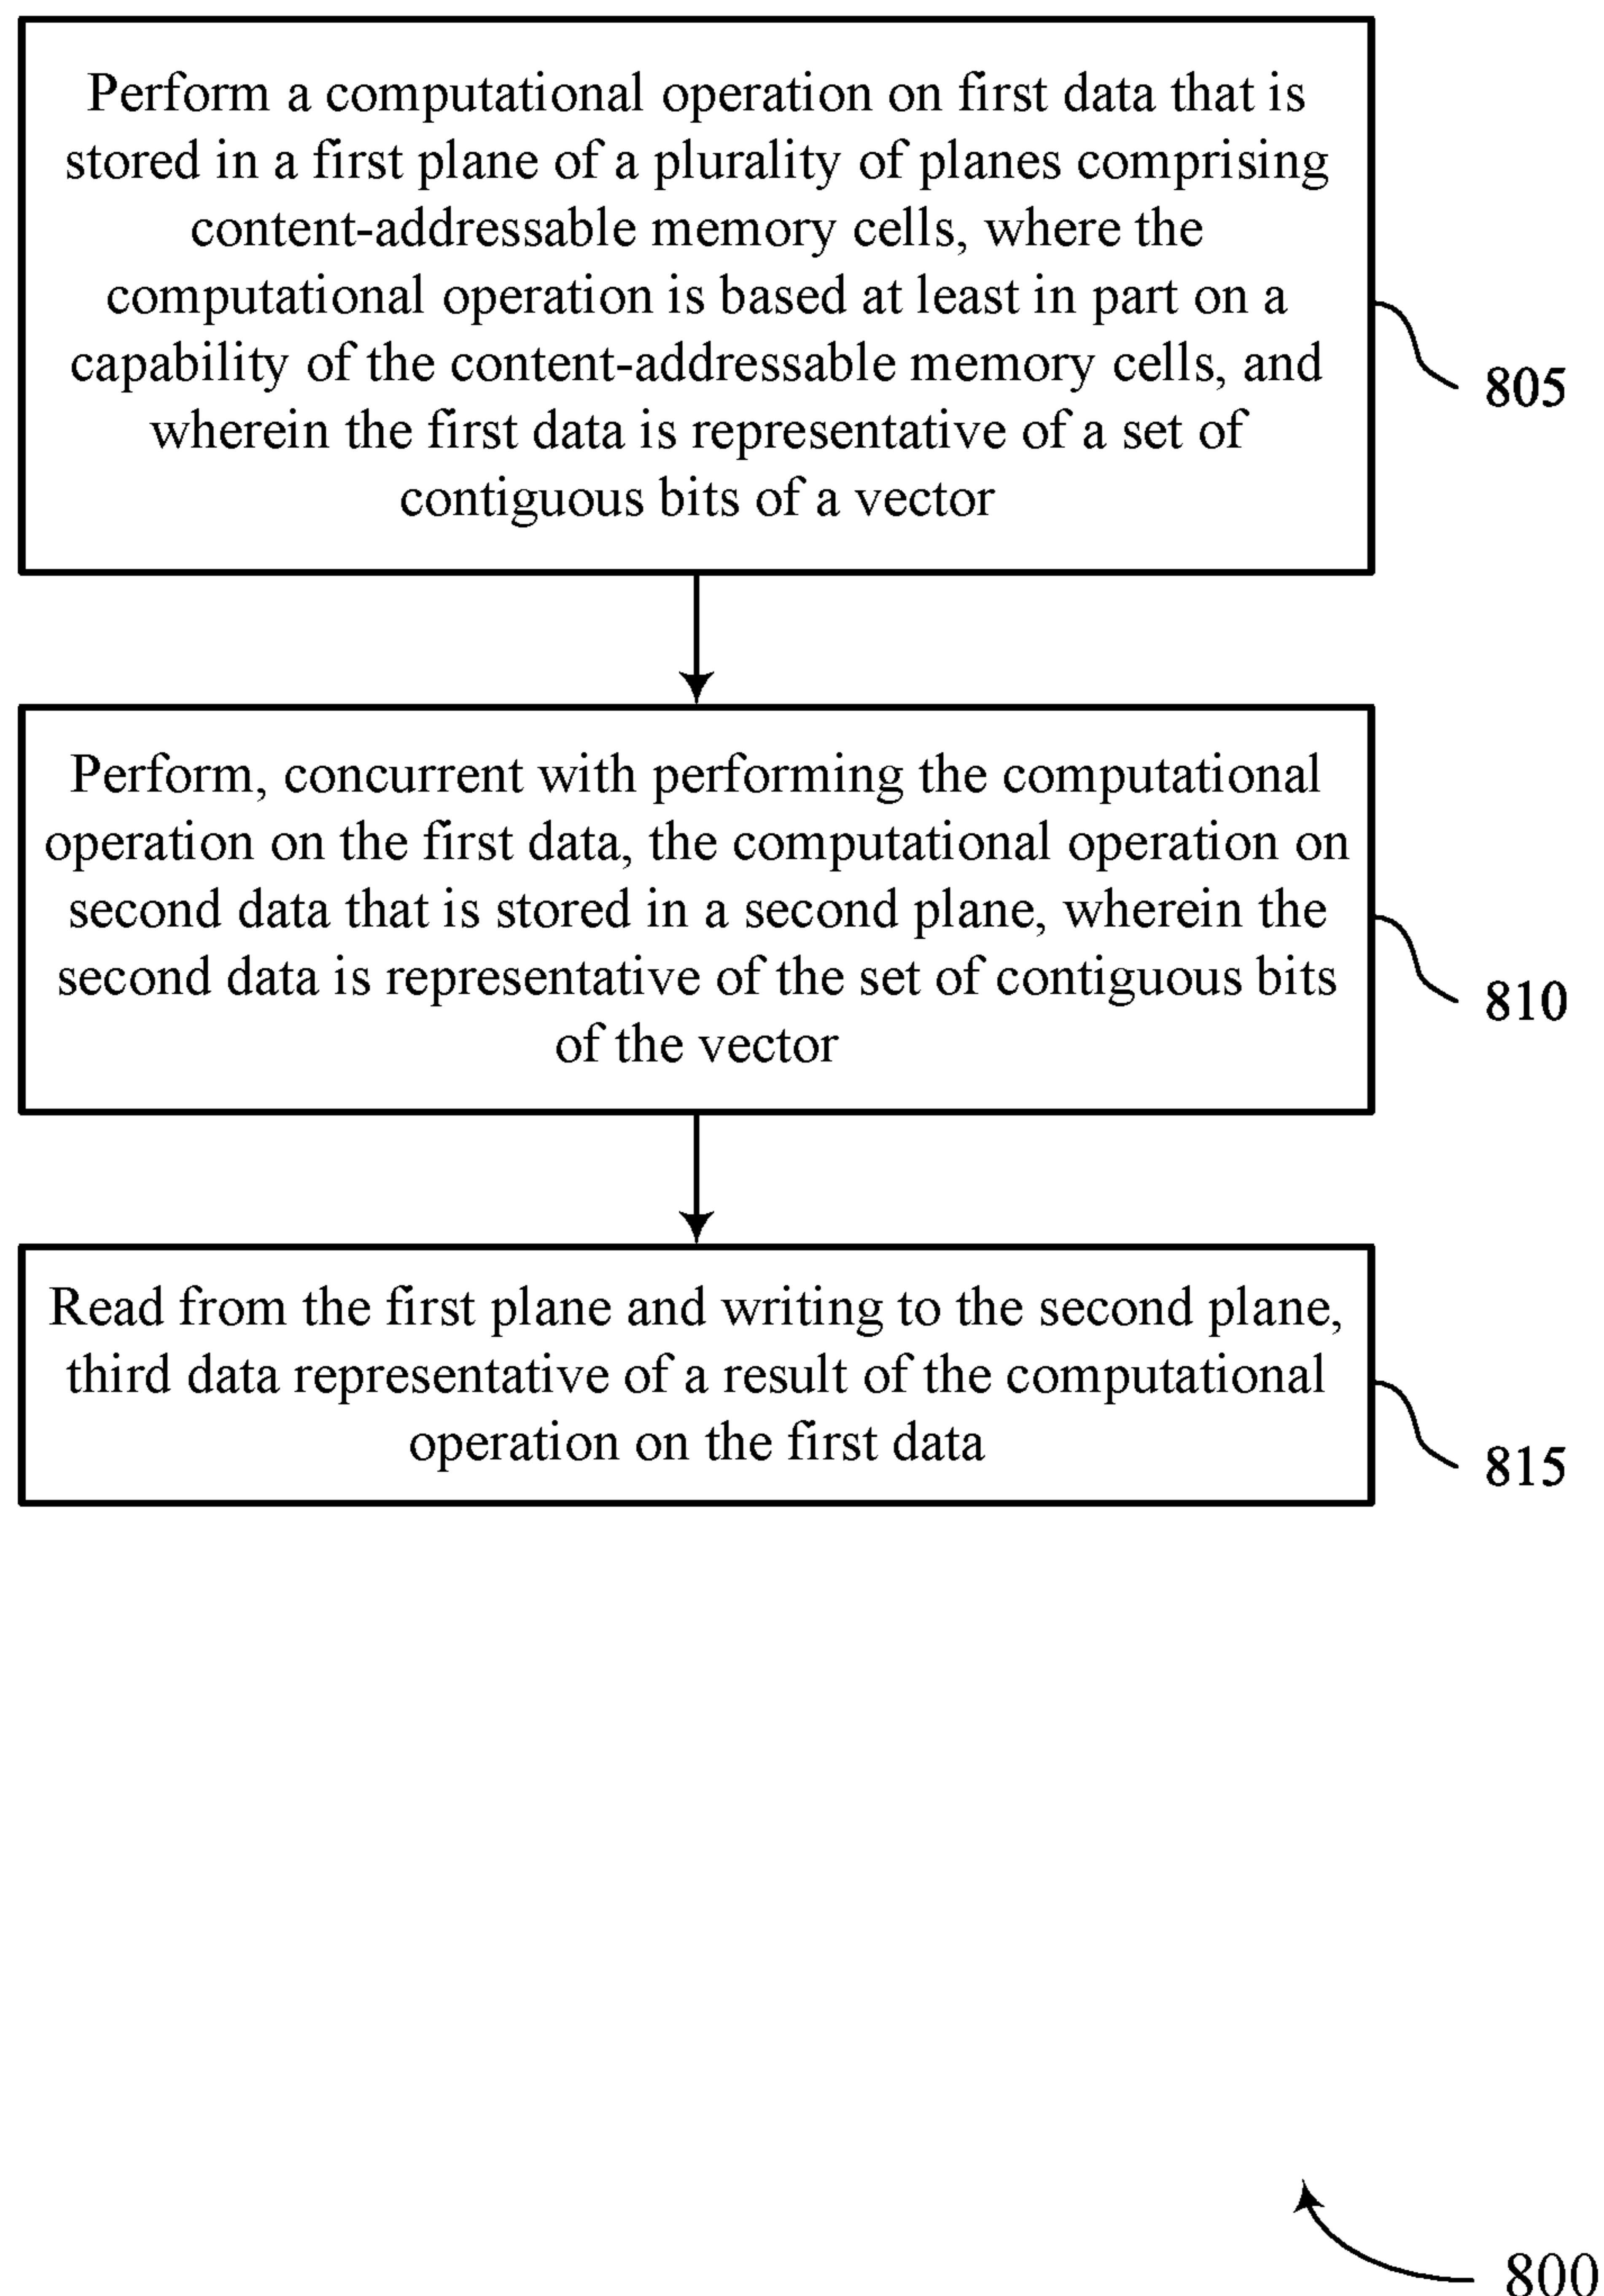 Perform a computational operation on first data that is
stored in a first plane of a plurality of planes comprising
content-addressable memory cells, where the
computational operation is based at least in part on a
capability of the content-addressable memory cells, and
wherein the first data is representative of a set of
contiguous bits of a vector
805
Perform, concurrent with performing the computational
operation on the first data, the computational operation on
second data that is stored in a second plane, wherein the
second data is representative of the set of contiguous bits
of the vector
810
Read from the first plane and writing to the second plane,
third data representative of a result of the computational
operation on the first data
815
800